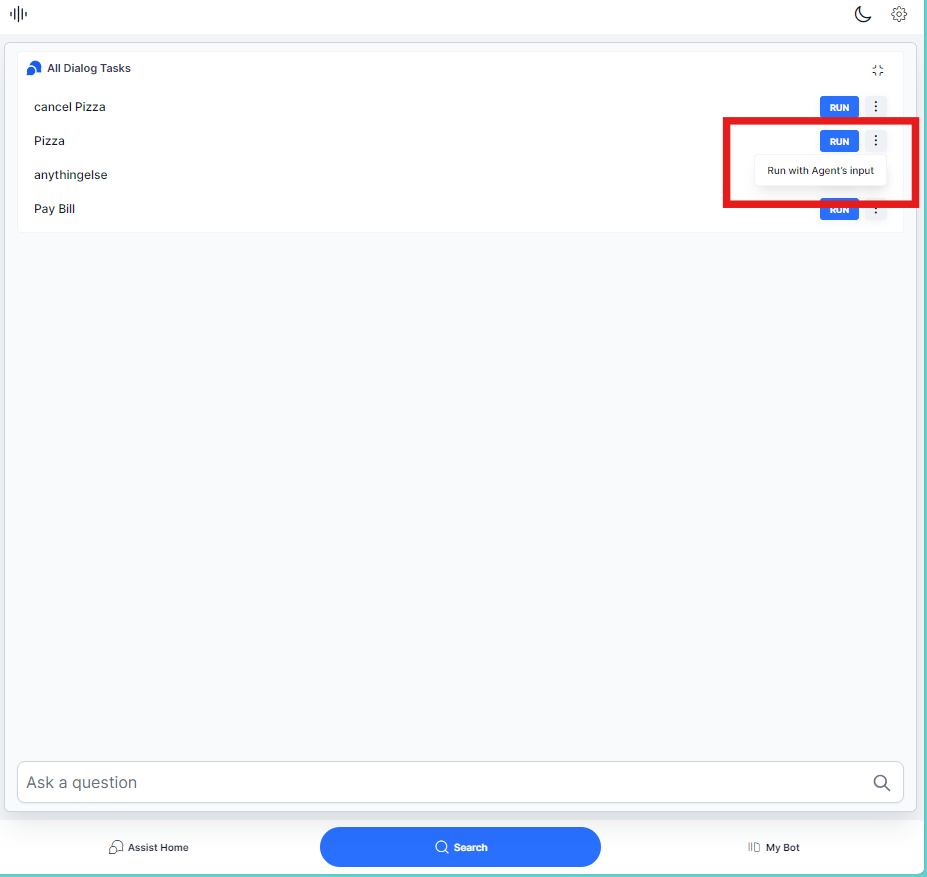 All Dialog Tasks
cancel Pizza RUN
Pizza RUN
Run with Agent's input
anythingelse
Pay Bill RUN
Ask a question
Assist Home Search My Bot